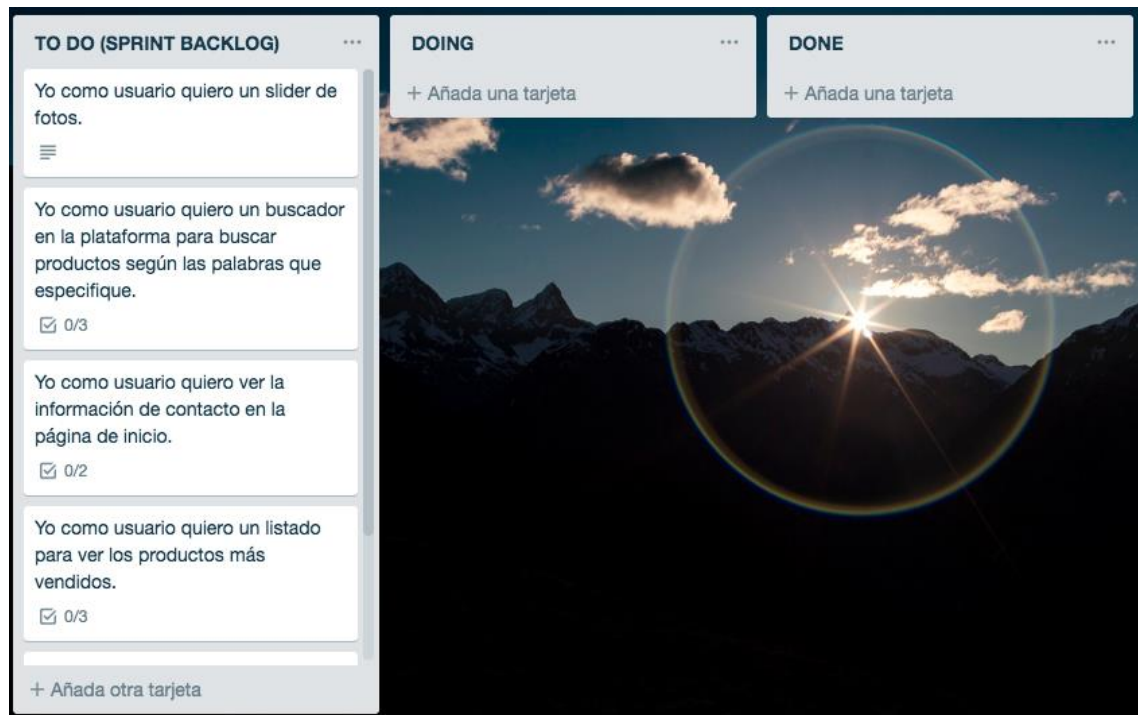 TO DO (SPRINT BACKLOG)
Yo como usuario quiero un slider de
fotos.
Yo como usuario quiero un buscador
en la plataforma para buscar
productos según las palabras que
especifique.
0/3
Yo como usuario quiero ver la
información de contacto en la
página de inicio.
0/2
Yo como usuario quiero un listado
para ver los productos más
vendidos.
0/3
+ Añada otra tarjeta
DOING
+ Añada una tarjeta
DONE
+ Añada una tarjeta